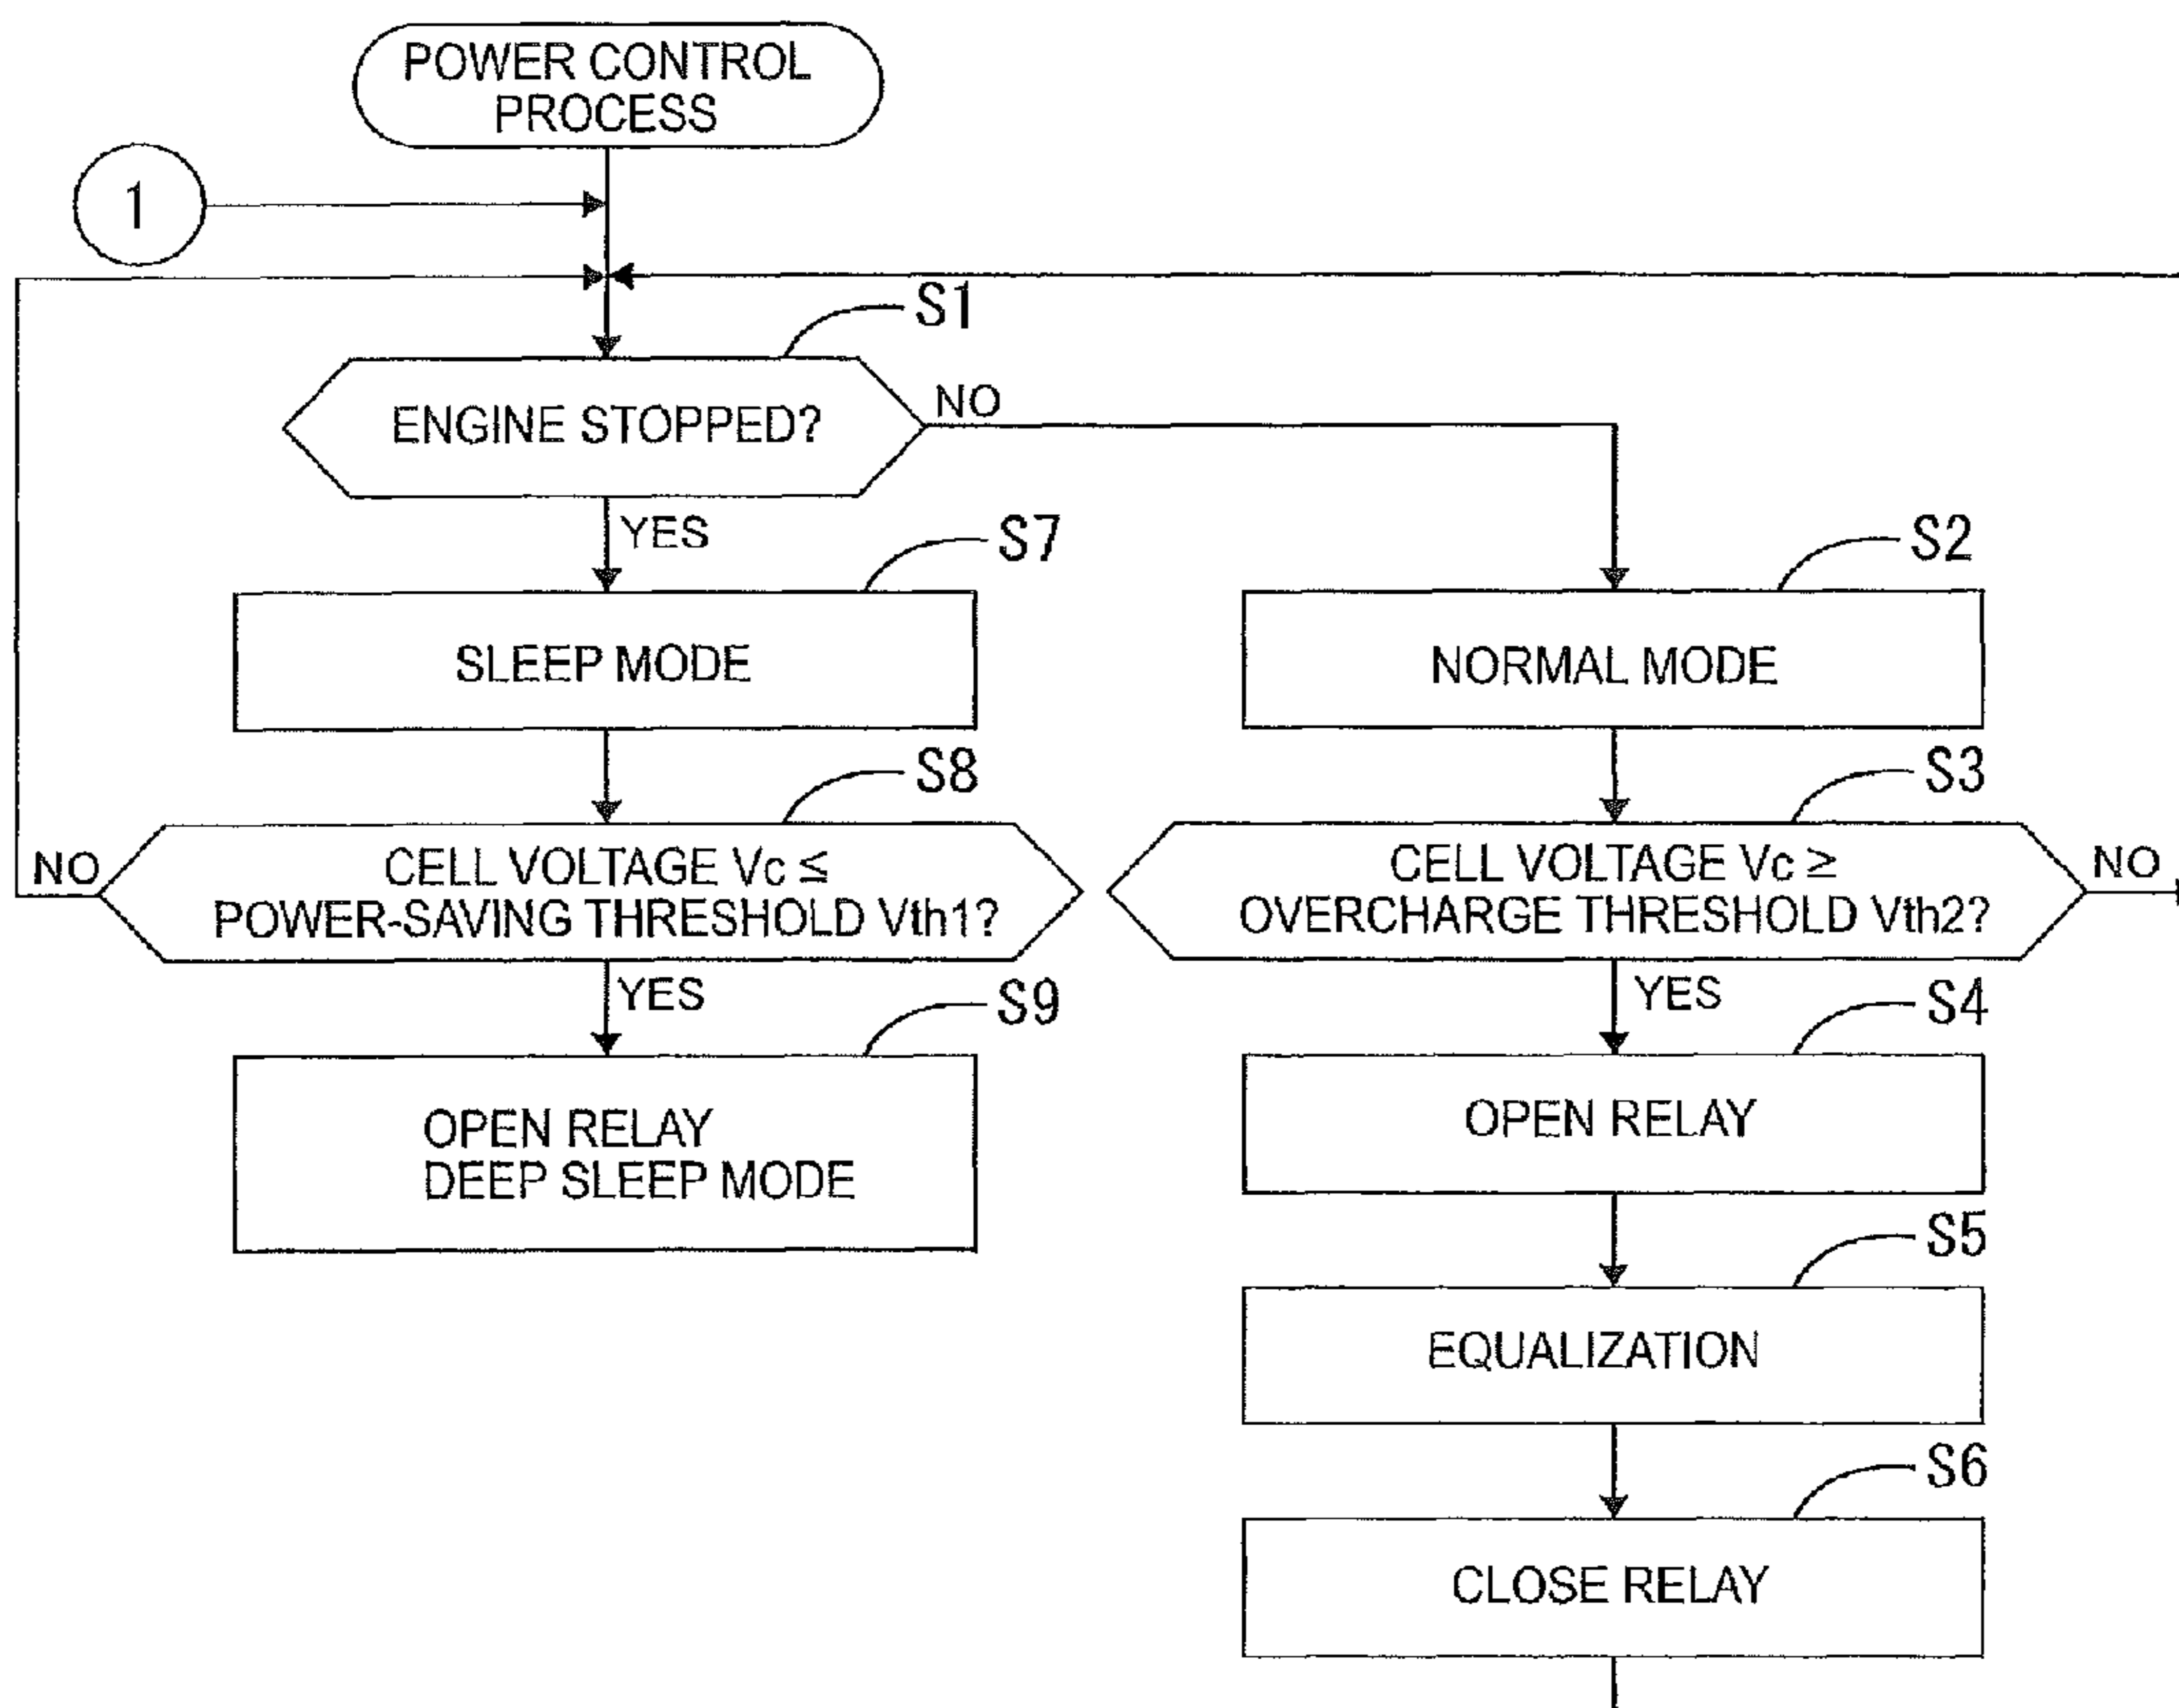 POWER CONTROL
PROCESS
1
S1
ENGINE STOPPED?
NO
YES
S7
S2
SLEEP MODE
NORMAL MODE
S8
S3
NO
CELL VOLTAGE Vc ≤
POWER-SAVING THRESHOLD Vth1?
CELL VOLTAGE Vc ≥
OVERCHARGE THRESHOLD Vth2?
NO
YES
S9
YES
S4
OPEN RELAY
DEEP SLEEP MODE
OPEN RELAY
S5
EQUALIZATION
S6
CLOSE RELAY